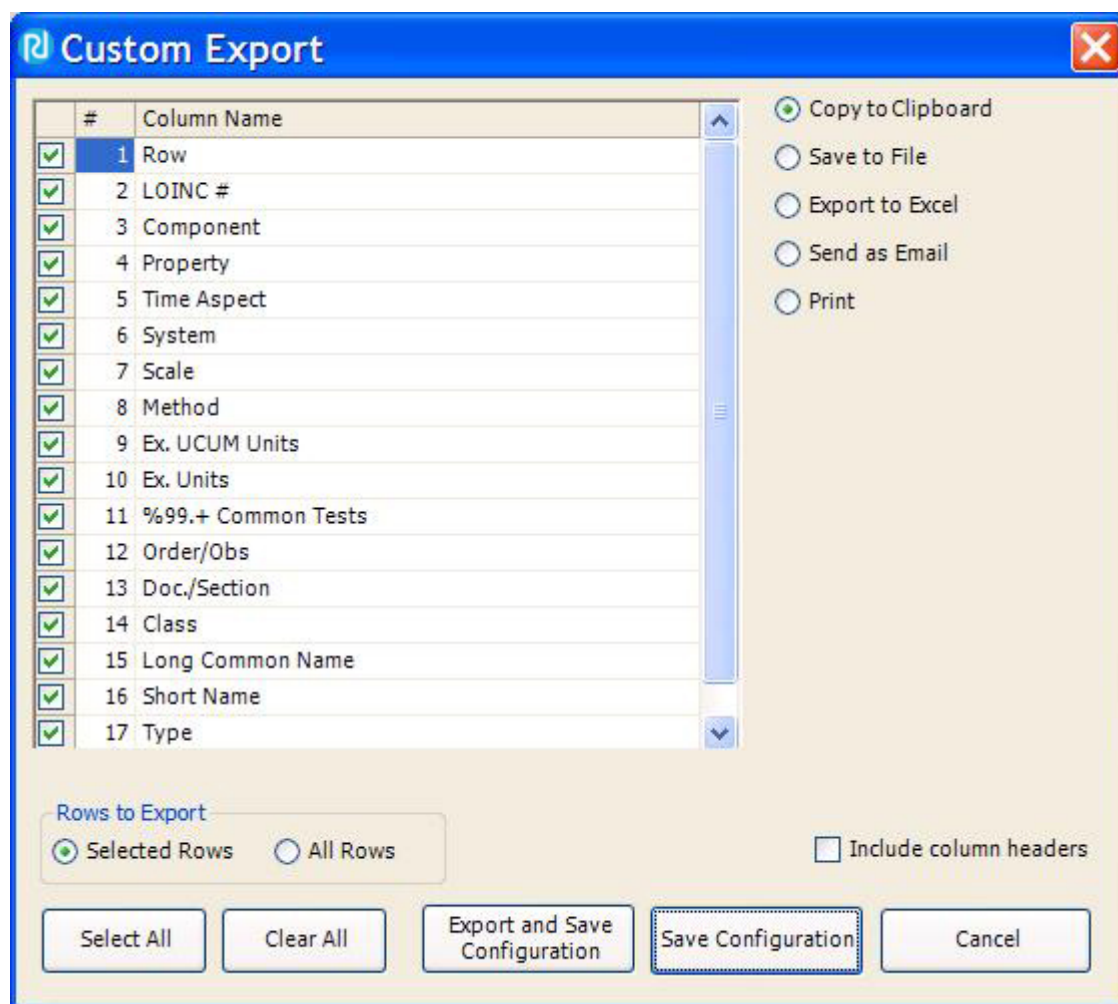 Custom Export
# Column Name
1 Row
2 LOINC #
3 Component
4 Property
5 Time Aspect
6 System
7 Scale
8 Method
9 Ex. UCUM Units
10 Ex. Units
11 %99.+ Common Tests
12 Order/Obs
13 Doc./Section
14 Class
15 Long Common Name
16 Short Name
17 Type
Copy to Clipboard
Save to File
Export to Excel
Send as Email
Print
Rows to Export
Selected Rows All Rows
Include column headers
Select All
Clear All
Export and Save
Configuration
Save Configuration
Cancel